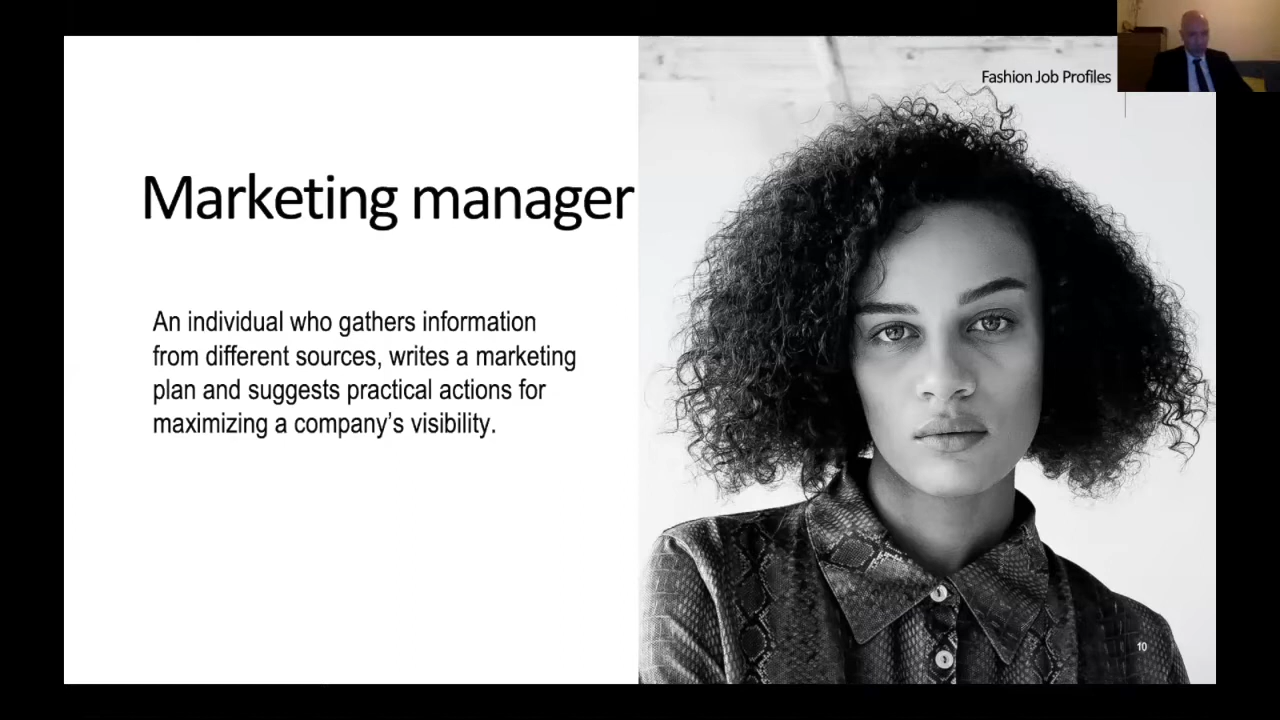 Fashion Job Profiles
Marketing manager
An individual who gathers information
from different sources, writes a marketing
plan and suggests practical actions for
maximizing a company’s visibility.
10